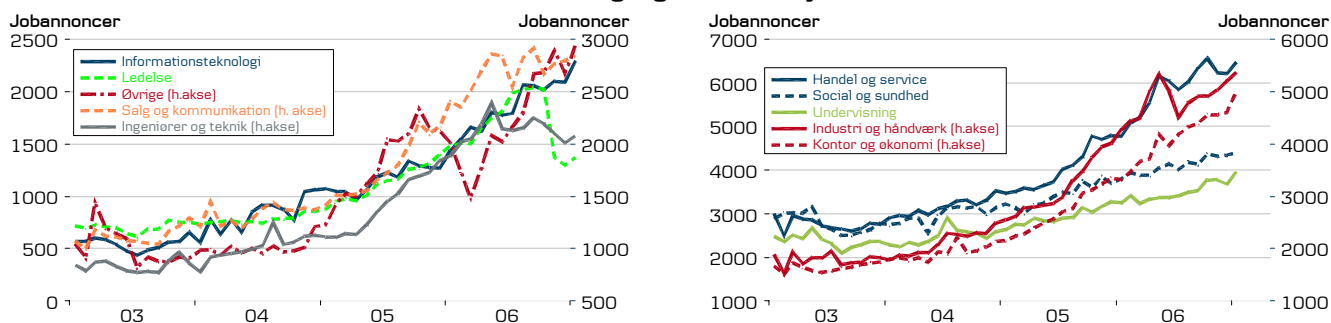 Jobannoncer Jobannoncer
2500 3000
2000 2500
1500 2000
1000 1500
500 1000
0 500
03 04 05 06
Informationsteknologi
Ledelse
Øvrige (h.akse)
Salg og kommunikation (h. akse)
Ingeniører og teknik (h.akse)
Jobannoncer Jobannoncer
7000 6000
6000 5000
5000 4000
4000 3000
3000 2000
2000 1000
1000
03 04 05 06
Handel og service
Social og sundhed
Undervisning
Industri og håndværk (h.akse)
Kontor og økonomi (h.akse)